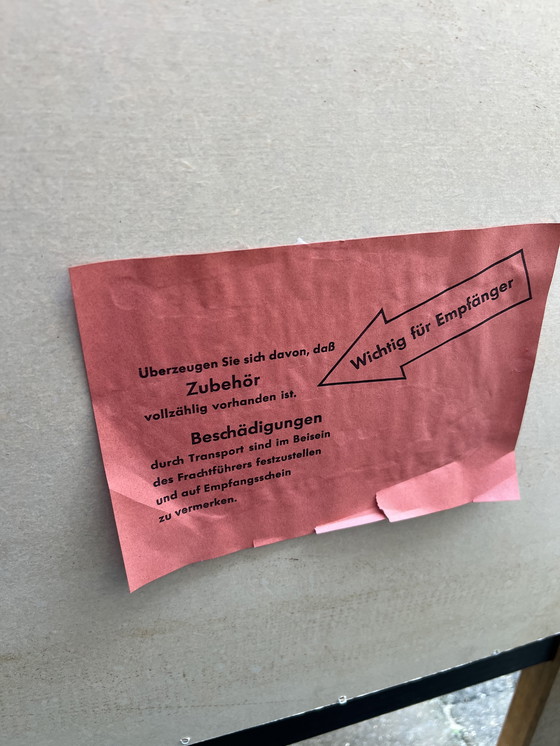 Wichtig für Empfänger
Überzeugen Sie sich davon, daß
Zubehör
vollzählig vorhanden ist.
Beschädigungen
durch Transport sind im Beisein
des Frachtführers festzustellen
und auf Empfangsschein
zu vermerken.